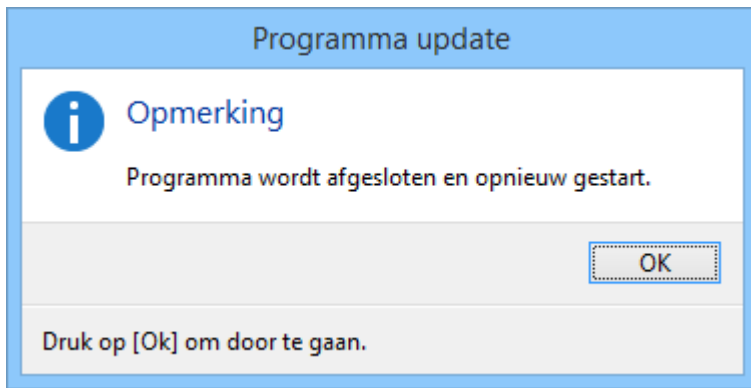 Programma update
Opmerking
Programma wordt afgesloten en opnieuw gestart.
OK
Druk op [Ok] om door te gaan.